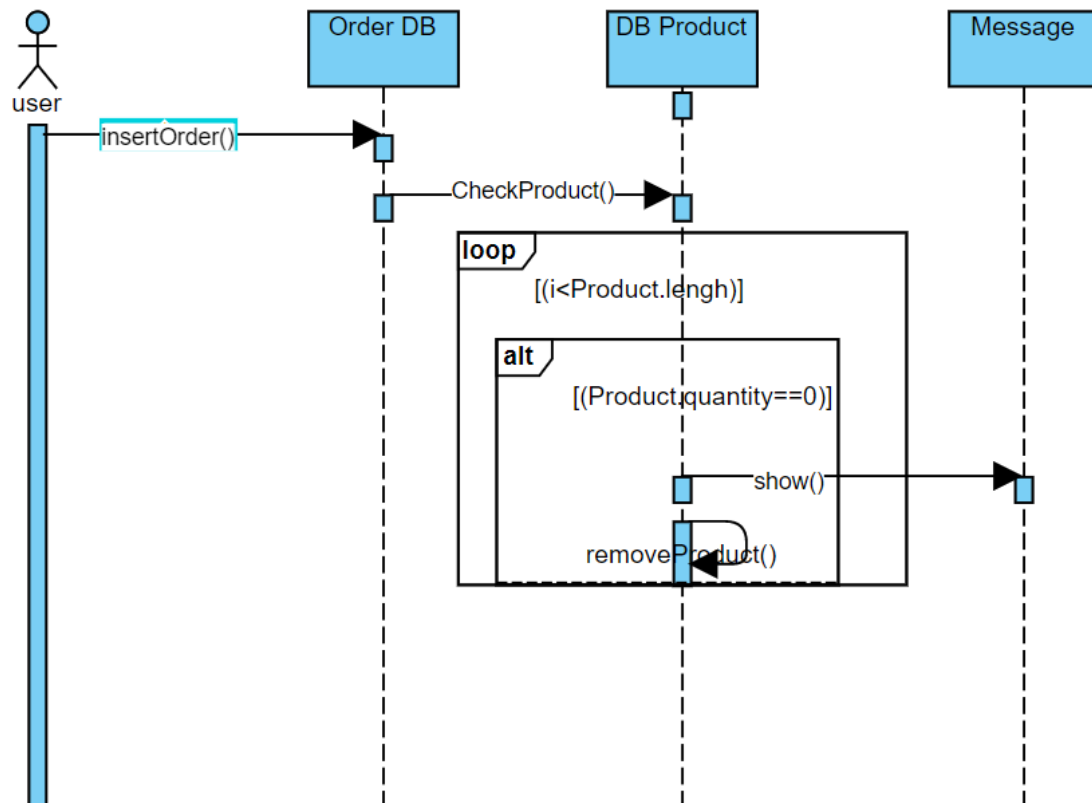 Order DB
DB Product
Message
user
insertOrder()
CheckProduct()
loop
[(i<Product.lengh)]
alt
[(Product.quantity==0)]
show()
removeProduct()